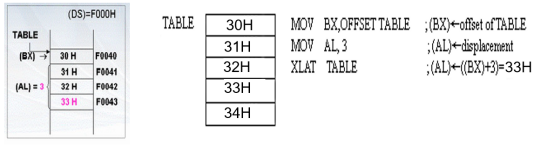 (DS)=F000H
TABLE
(BX) → 30 H F0040
31 H F0041
(AL) = 3 32 H F0042
33 H F0043
TABLE 30H MOV BX,OFFSET TABLE ;(BX)←offset of TABLE
31H MOV AL, 3 ;(AL)←displacement
32H XLAT TABLE ;(AL)←((BX)+3)=33H
33H
34H